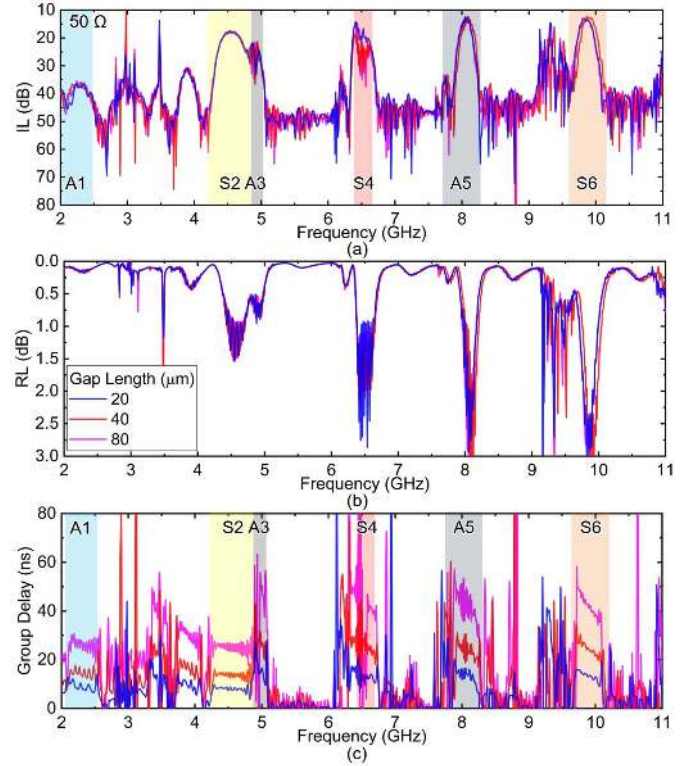 50 Ω
10
20
30
40
50
60
70
80
IL (dB)
A1
S2
A3
S4
A5
S6
2
3
4
5
6
7
8
9
10
11
Frequency (GHz)
(a)
0.0
0.5
1.0
1.5
2.0
2.5
3.0
RL (dB)
Gap Length (μm)
20
40
80
2
3
4
5
6
7
8
9
10
11
Frequency (GHz)
(b)
80
60
40
20
0
Group Delay (ns)
A1
S2
A3
S4
A5
S6
2
3
4
5
6
7
8
9
10
11
Frequency (GHz)
(c)